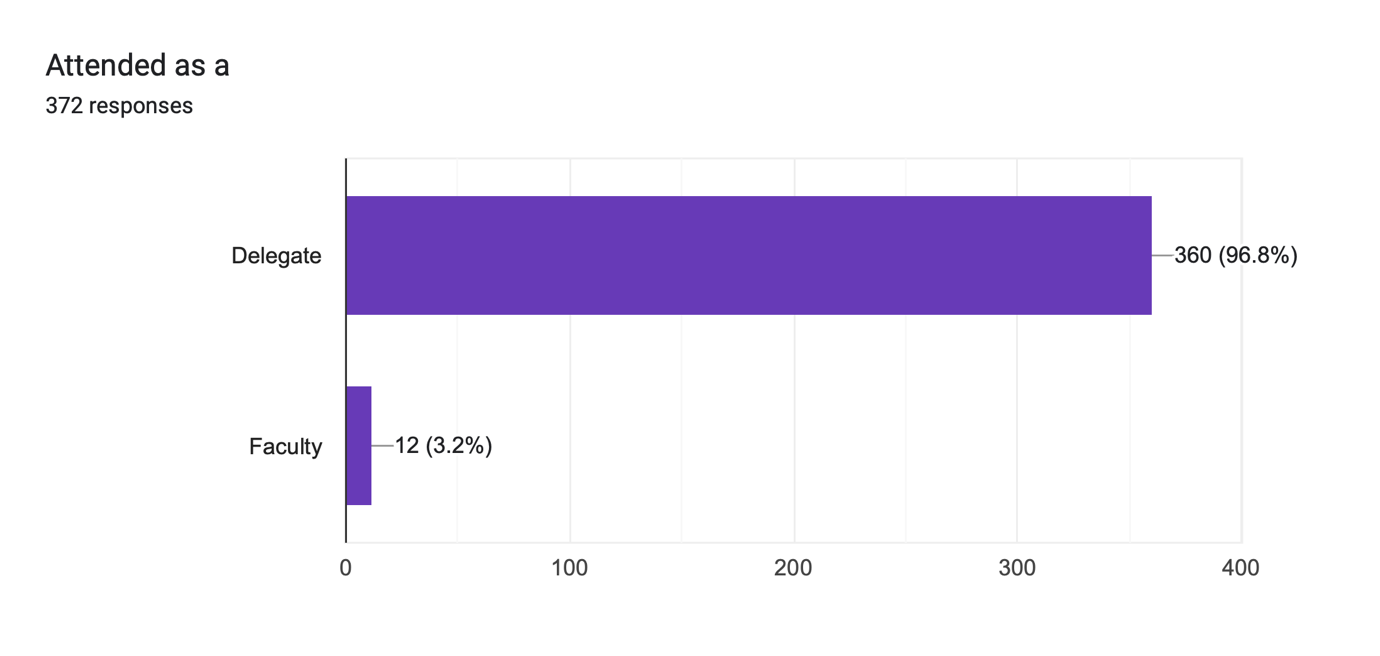 Attended as a
372 responses
Delegate
360 (96.8%)
Faculty
12 (3.2%)
0 100 200 300 400